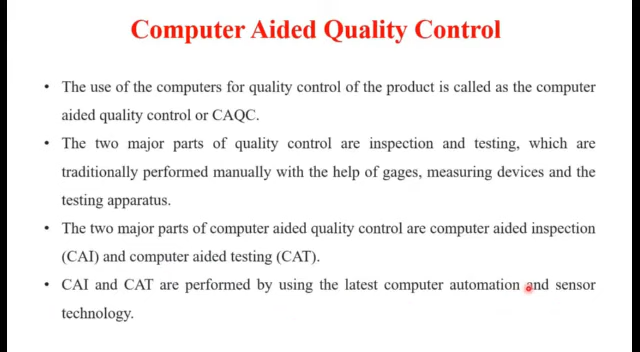 Computer Aided Quality Control
• The use of the computers for quality control of the product is called as the computer
aided quality control or CAQC.
• The two major parts of quality control are inspection and testing, which are
traditionally performed manually with the help of gages, measuring devices and the
testing apparatus.
• The two major parts of computer aided quality control are computer aided inspection
(CAI) and computer aided testing (CAT).
• CAI and CAT are performed by using the latest computer automation and sensor
technology.